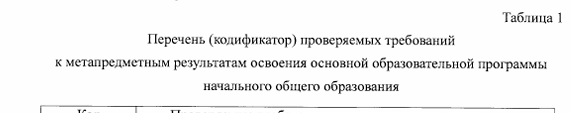 Таблица 1
Перечень (кодификатор) проверяемых требований
к метапредметным результатам освоения основной образовательной программы
начального общего образования